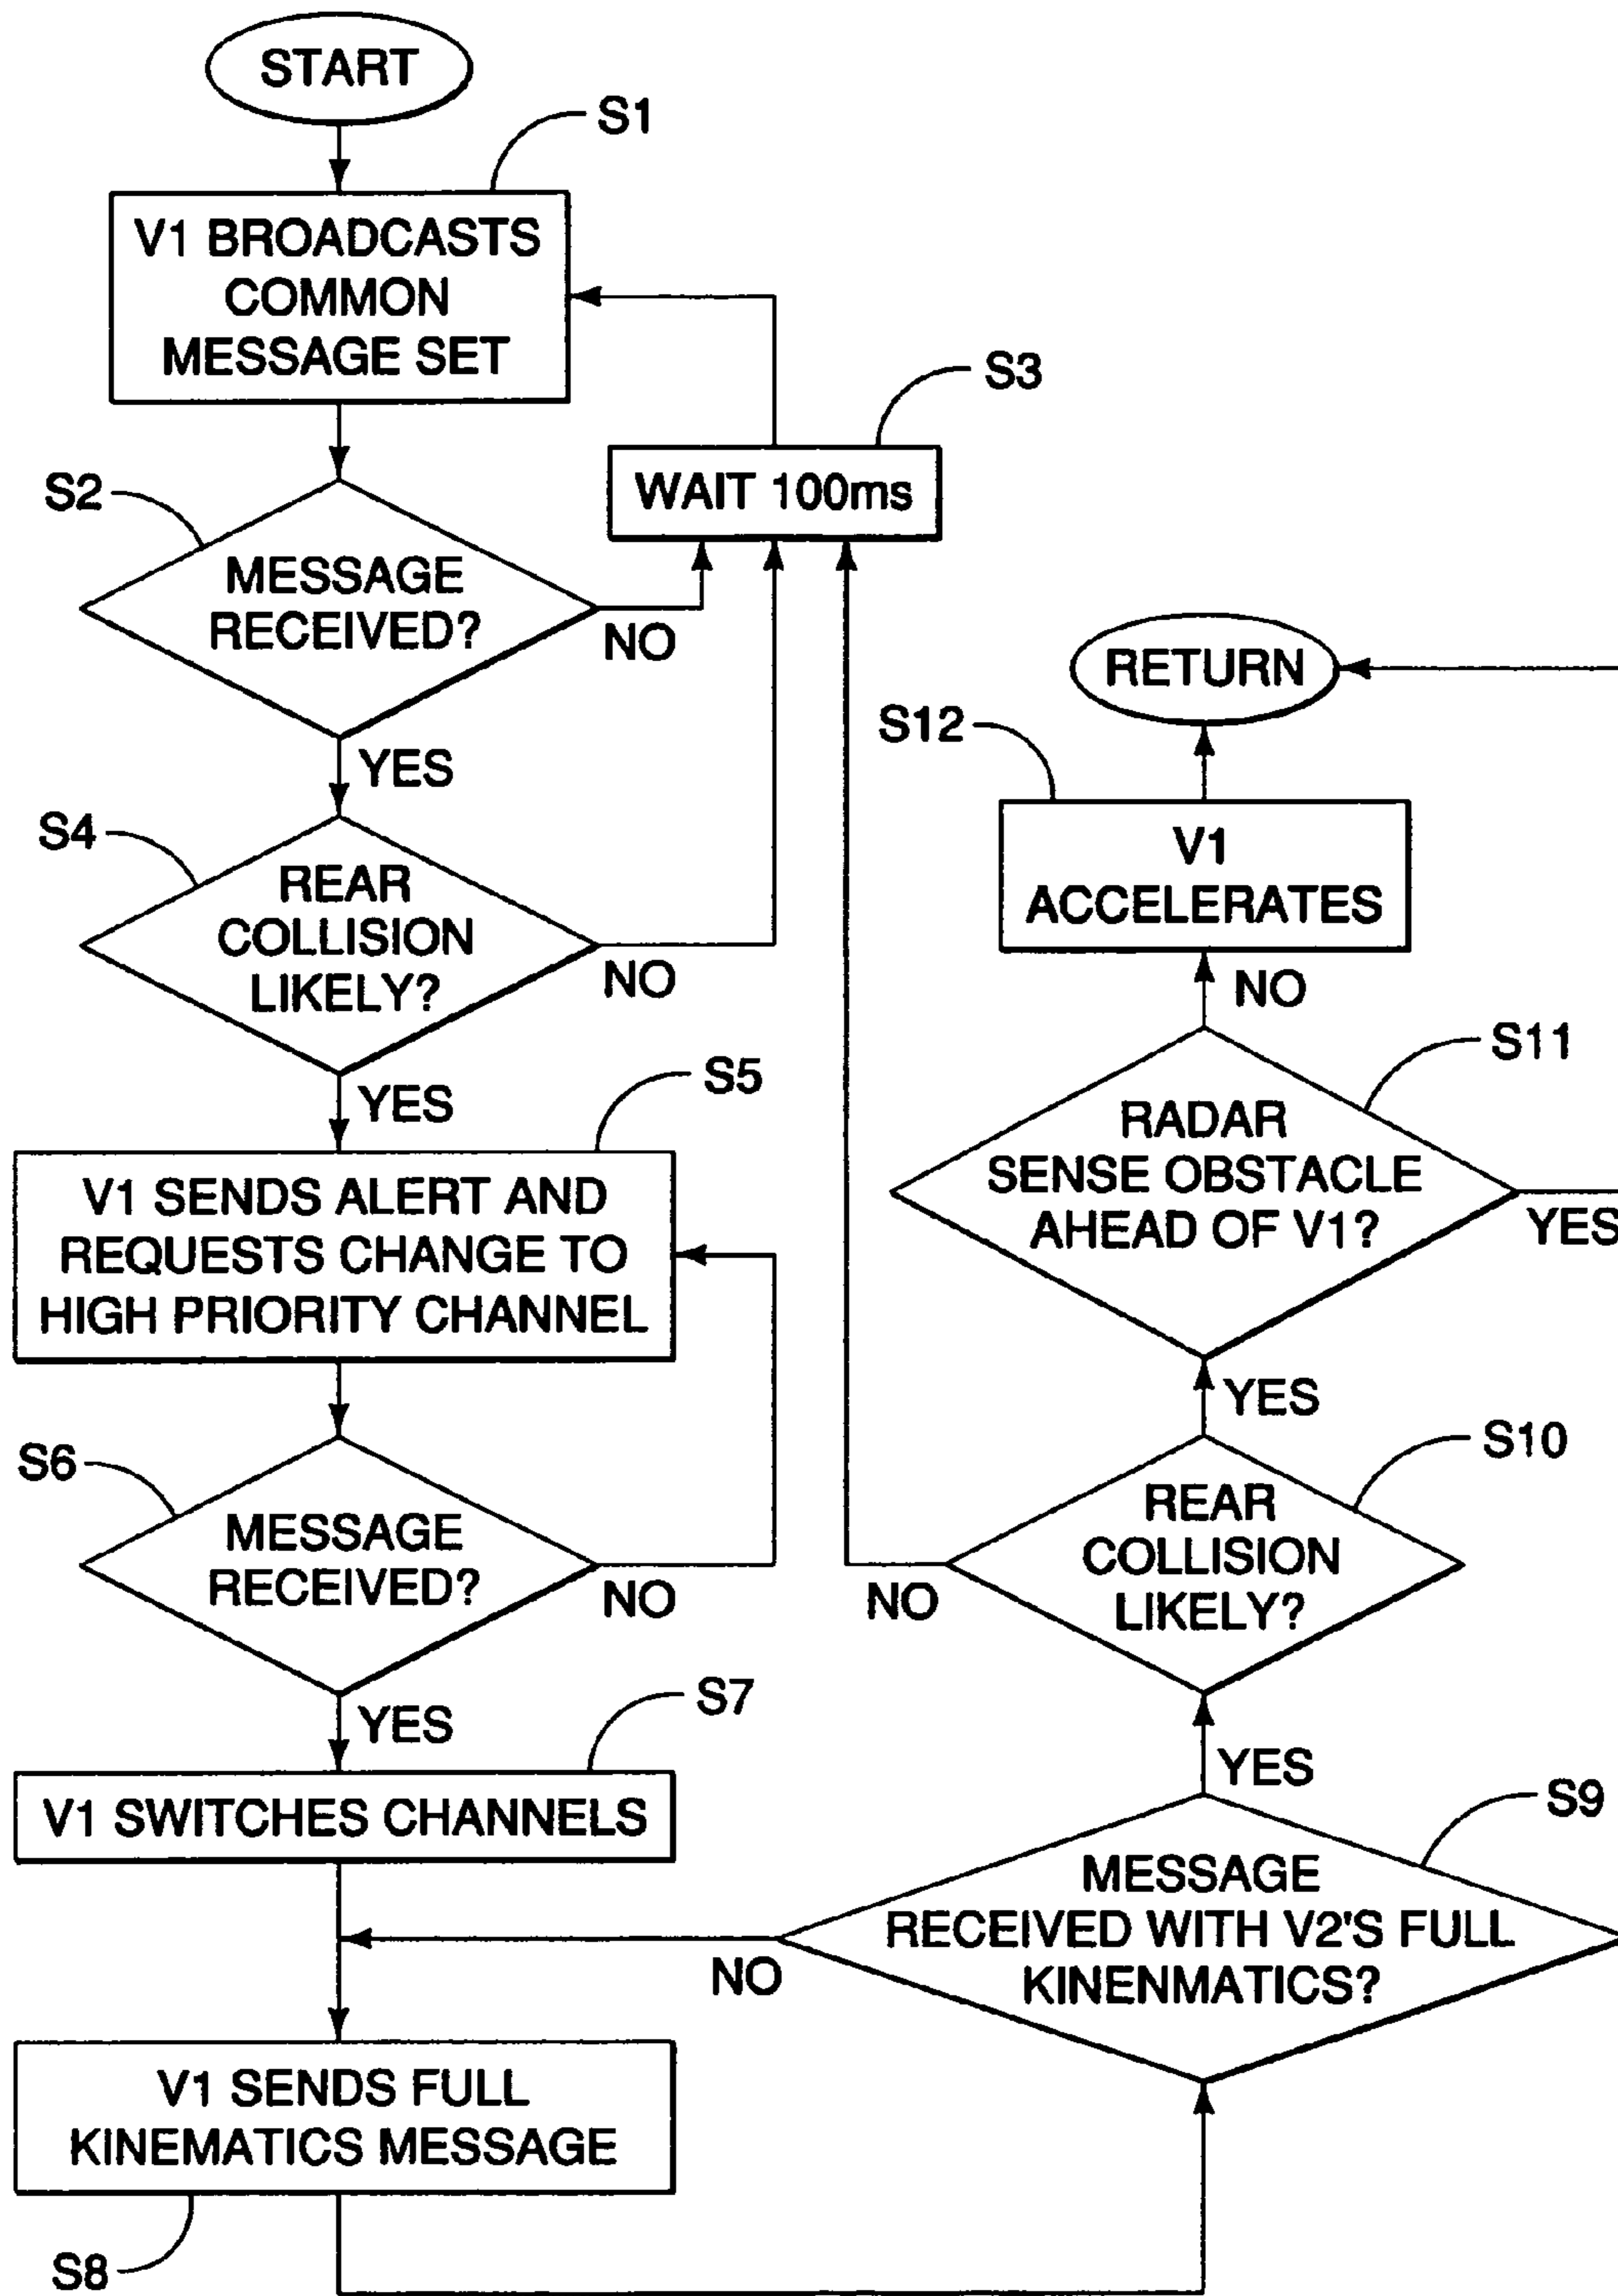 START
S1
V1 BROADCASTS
COMMON
MESSAGE SET
S3
WAIT 100ms
S2
MESSAGE
RECEIVED?
NO
YES
S4
REAR
COLLISION
LIKELY?
NO
YES
S5
V1 SENDS ALERT AND
REQUESTS CHANGE TO
HIGH PRIORITY CHANNEL
S6
MESSAGE
RECEIVED?
NO
YES
S7
V1 SWITCHES CHANNELS
V1 SENDS FULL
KINEMATICS MESSAGE
S8
S9
MESSAGE
RECEIVED WITH V2'S FULL
KINENMATICS?
NO
YES
S10
REAR
COLLISION
LIKELY?
NO
YES
S11
RADAR
SENSE OBSTACLE
AHEAD OF V1?
YES
NO
S12
V1
ACCELERATES
RETURN